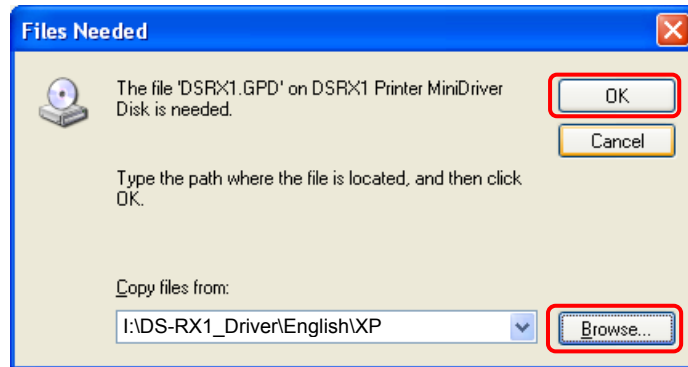 Files Needed
The file 'DSRX1.GPD' on DSRX1 Printer MiniDriver
Disk is needed.
OK
Cancel
Type the path where the file is located, and then click
OK.
Copy files from:
I:\DS-RX1_Driver\English\XP
Browse...